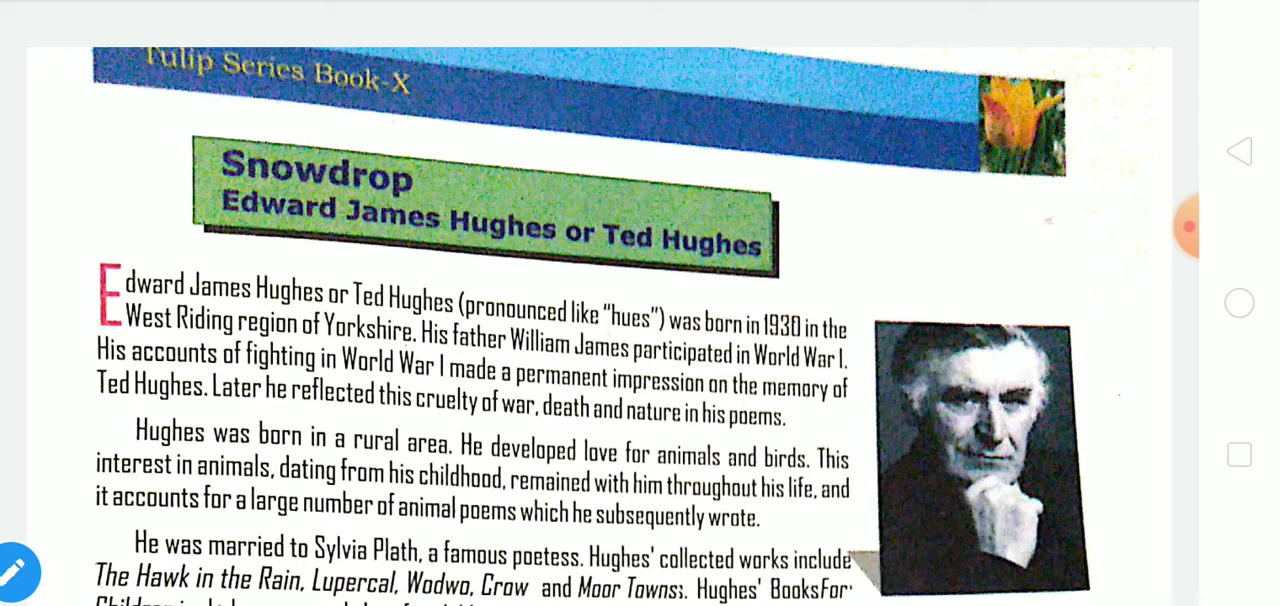 Tulip Series Book-X
Snowdrop
Edward James Hughes or Ted Hughes
Edward James Hughes or Ted Hughes (pronounced like "hues") was born in 1930 in the
West Riding region of Yorkshire. His father William James participated in World War I.
His accounts of fighting in World War I made a permanent impression on the memory of
Ted Hughes. Later he reflected this cruelty of war, death and nature in his poems.
Hughes was born in a rural area. He developed love for animals and birds. This
interest in animals, dating from his childhood, remained with him throughout his life, and
it accounts for a large number of animal poems which he subsequently wrote.
He was married to Sylvia Plath, a famous poetess. Hughes' collected works include
The Hawk in the Rain, Lupercal, Wodwo, Crow and Moor Towns;. Hughes' BooksFor
Children